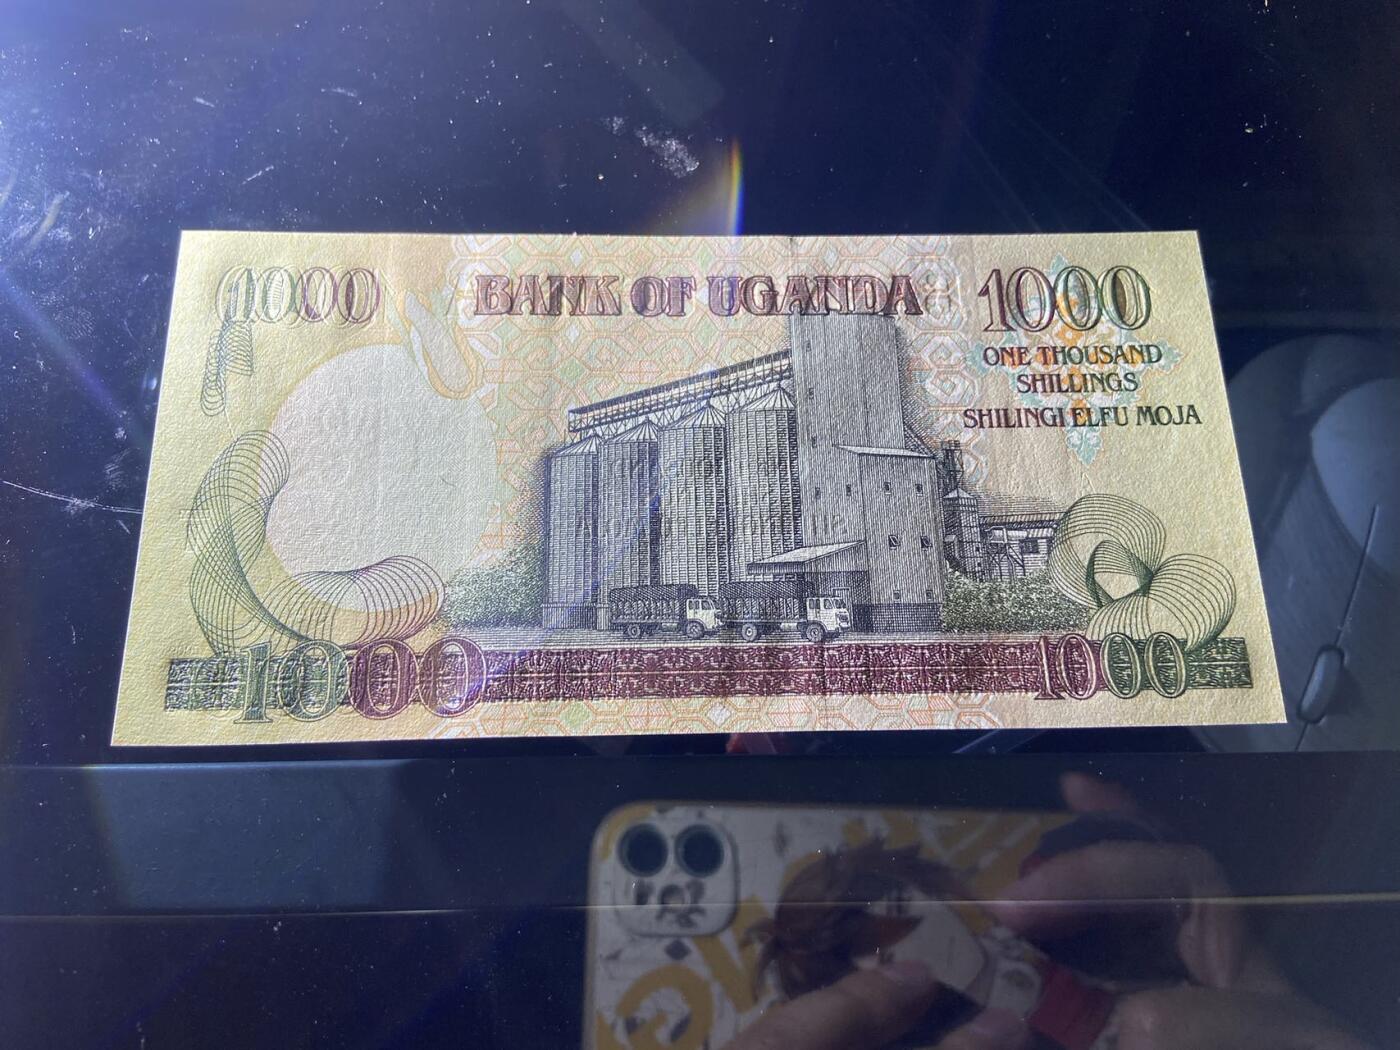 1000
BANK OF UGANDA
1000
ONE THOUSAND
SHILLINGS
SHILINGI ELFU MOJA
1000
1000